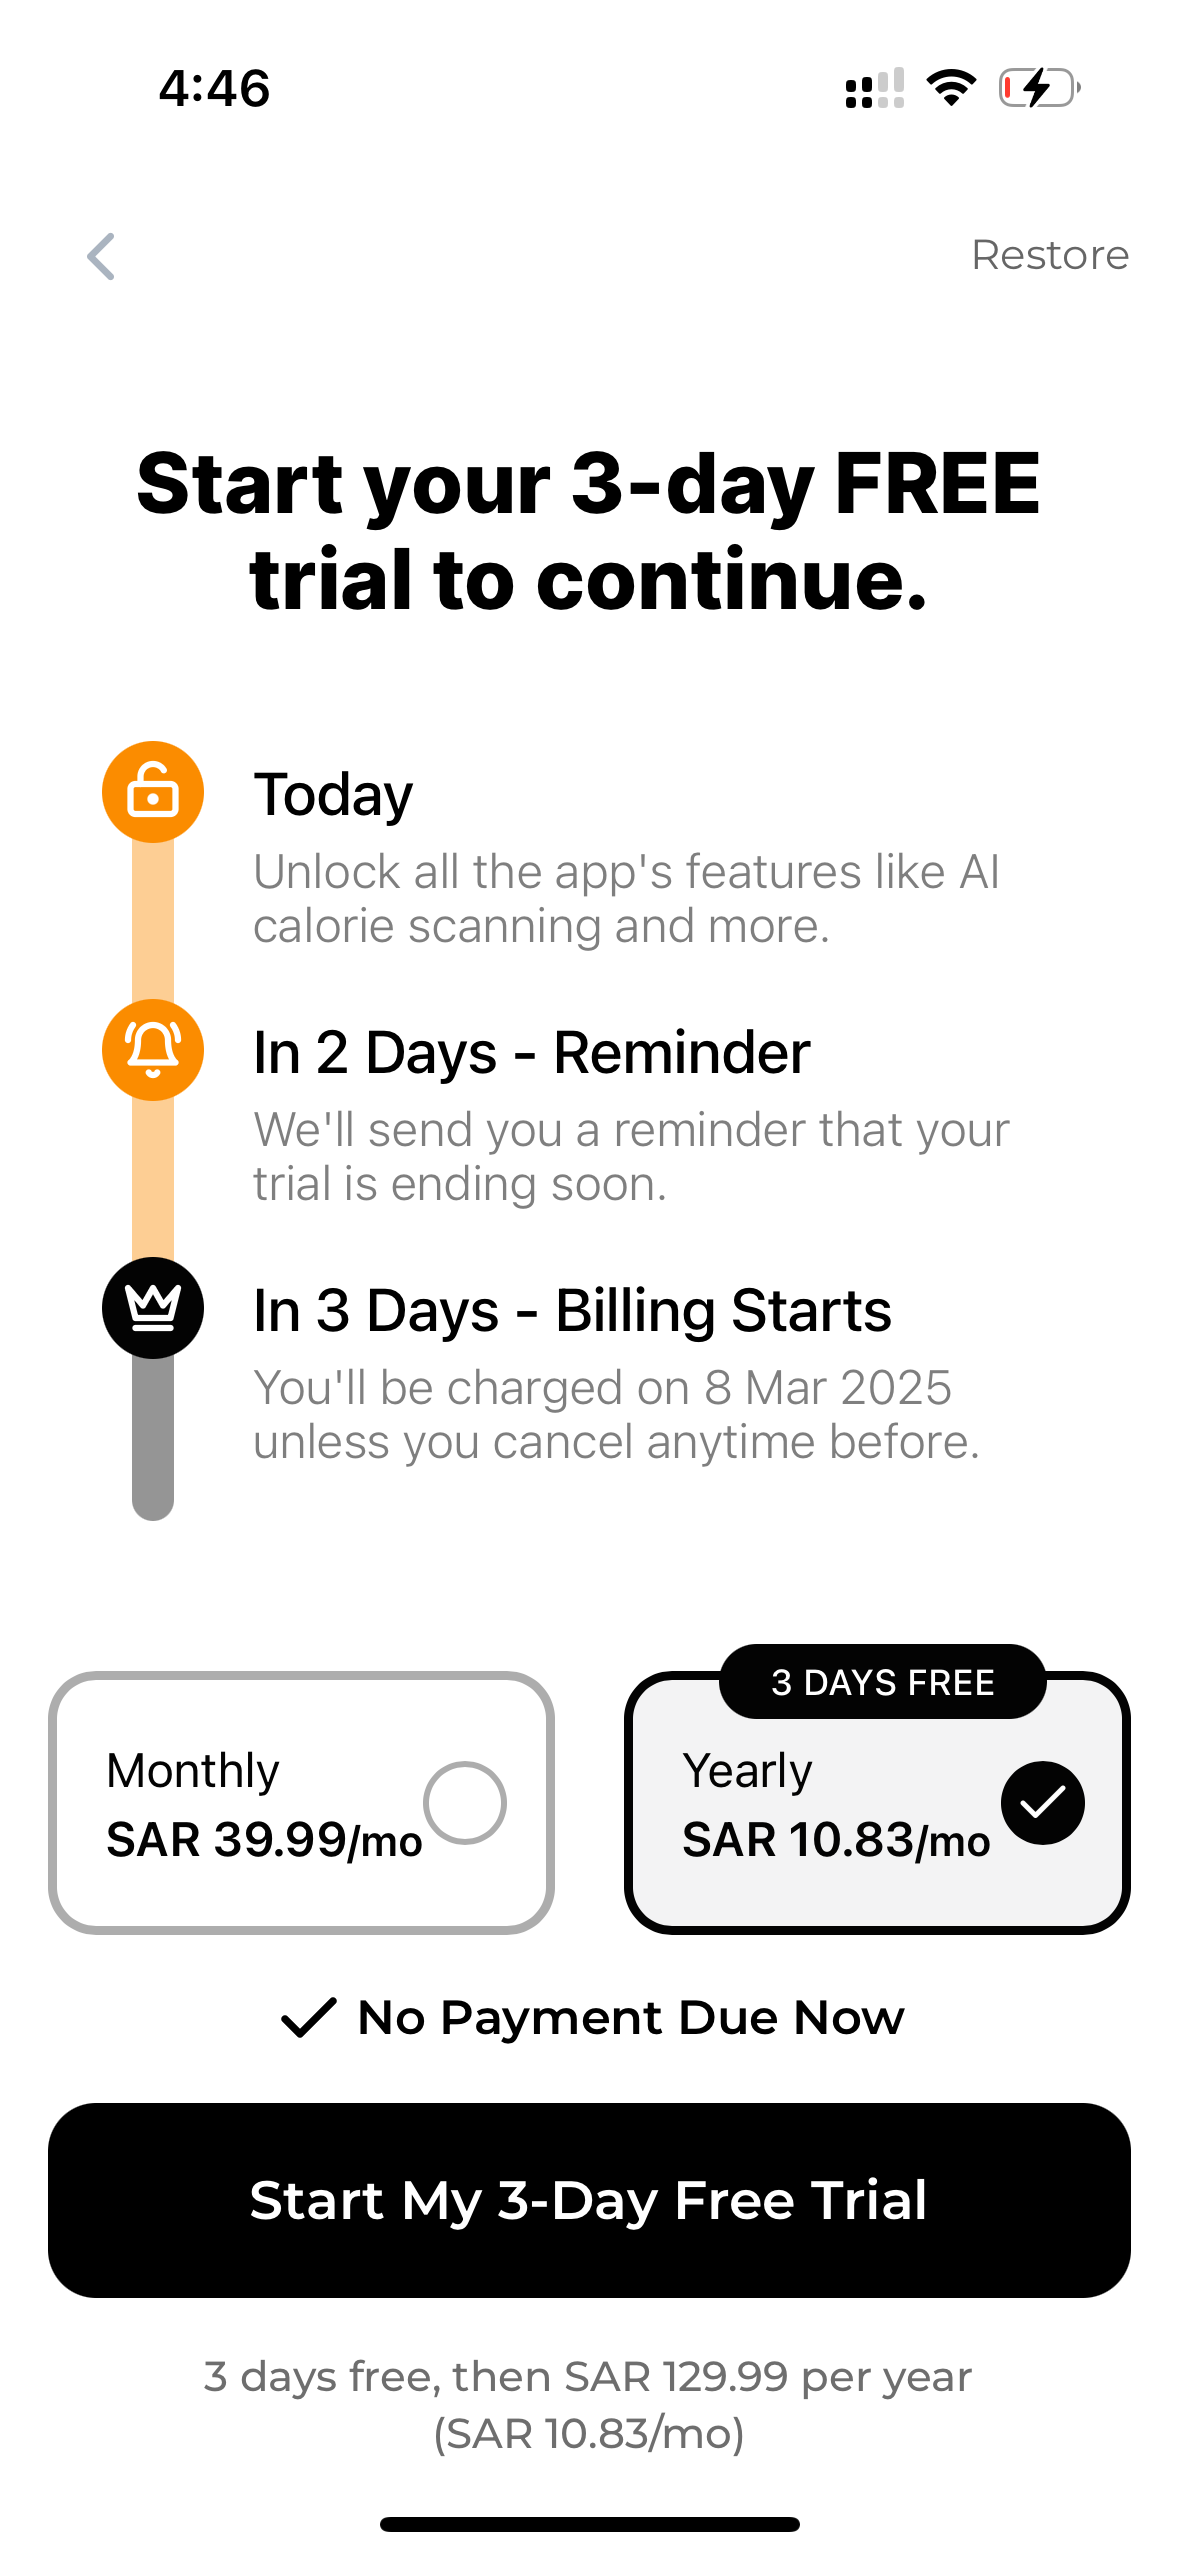 4:46
Restore
Start your 3-day FREE
trial to continue.
Today
Unlock all the app's features like AI
calorie scanning and more.
In 2 Days - Reminder
We'll send you a reminder that your
trial is ending soon.
In 3 Days - Billing Starts
You'll be charged on 8 Mar 2025
unless you cancel anytime before.
Monthly
SAR 39.99/mo
3 DAYS FREE
Yearly
SAR 10.83/mo
No Payment Due Now
Start My 3-Day Free Trial
3 days free, then SAR 129.99 per year
(SAR 10.83/mo)